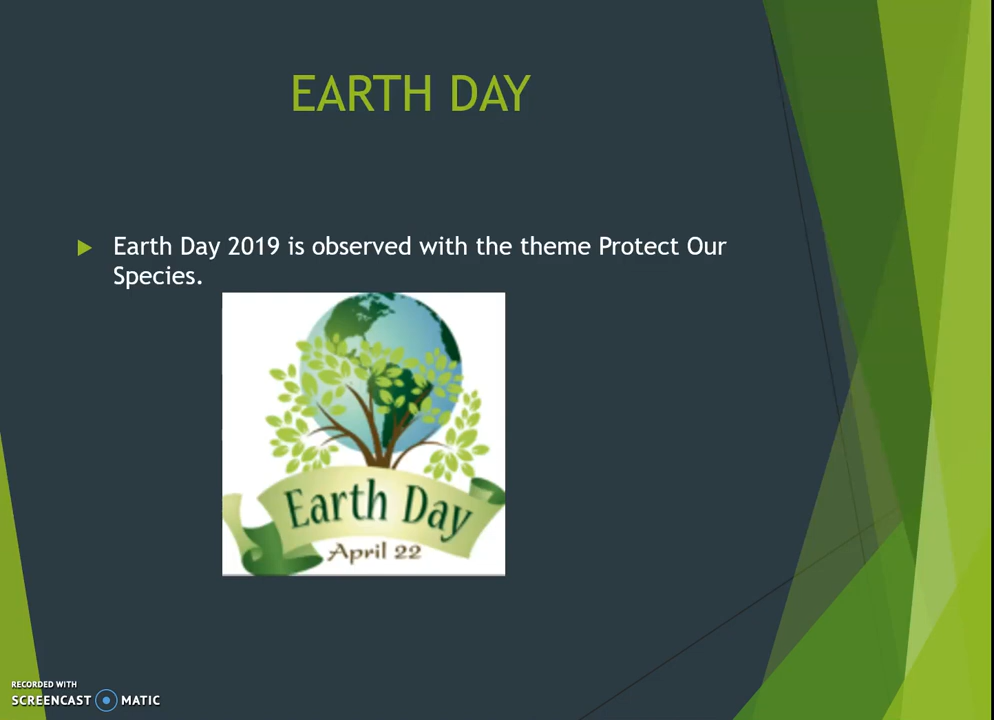 EARTH DAY
Earth Day 2019 is observed with the theme Protect Our
Species.
Earth Day
April 22
RECORDED WITH
SCREENCAST MATIC